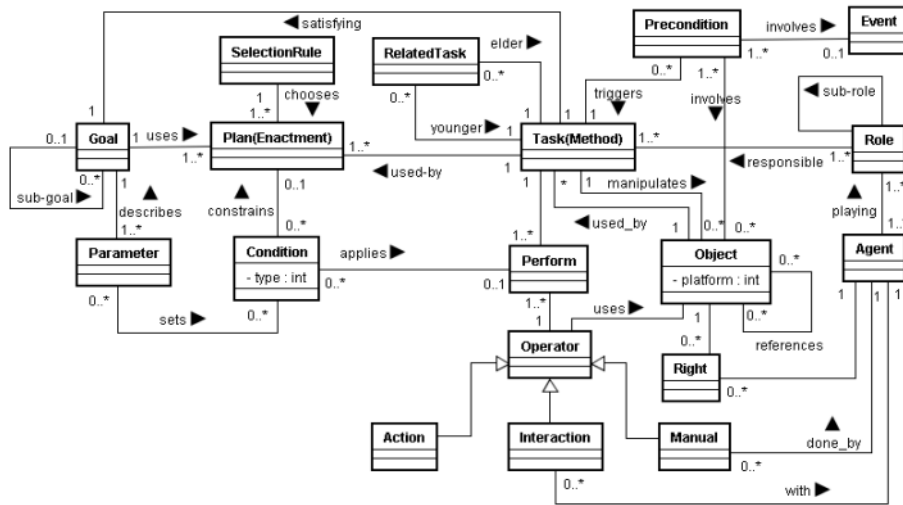 satisfying
Precondition
involves
Event
1..*
0..1
SelectionRule
RelatedTask
elder
0..*
0..*
1..*
1
chooses
1
triggers
involves
sub-role
0..*
1
1..*
younger
1
1
1
0..1
Goal
1
uses
Plan(Enactment)
1..*
1..*
Task(Method)
1..*
Role
1..*
used-by
responsible
1..*
0..*
1
0..1
1
*
1
manipulates
sub-goal
describes
constrains
playing
1..*
0..*
1..*
used_by
1
0..*
0..*
1..*
Parameter
Condition
applies
Perform
Object
0..*
Agent
- type : int
- platform : int
0..*
0..*
0..1
1
1
1
0..*
sets
0..*
1..*
uses
1
0..*
1
Operator
0..*
references
Right
0..*
Action
Interaction
Manual
done_by
0..*
0..*
with